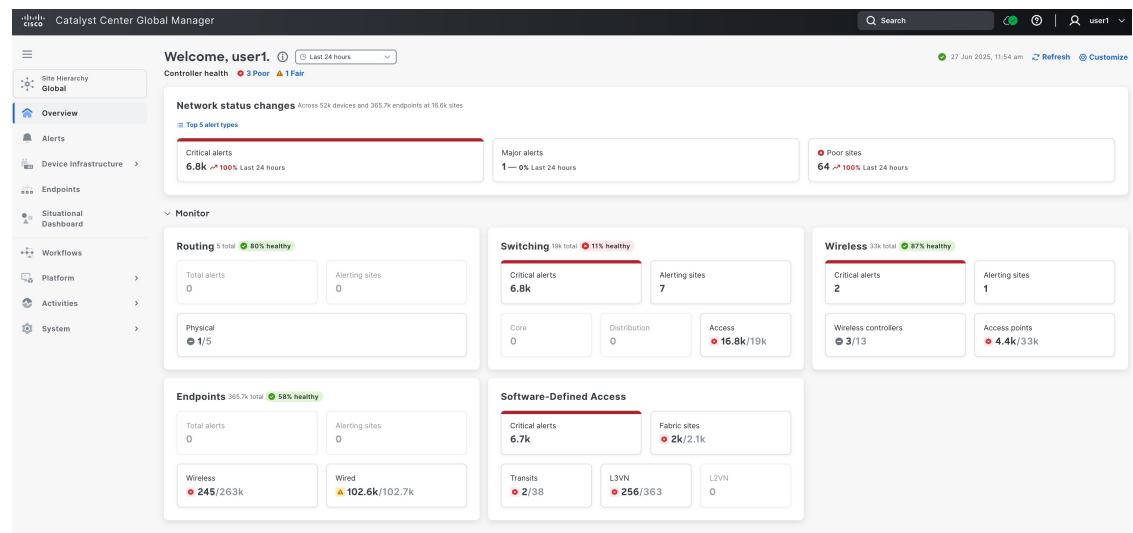 cisco Catalyst Center Global Manager
Search
user1
Site Hierarchy
Global
Overview
Alerts
Device Infrastructure
Endpoints
Situational
Dashboard
Workflows
Platform
Activities
System
Welcome, user1. Last 24 hours
27 Jun 2025, 11:54 am Refresh Customize
Controller health 3 Poor 1 Fair
Network status changes Across 52k devices and 365.7k endpoints at 16.6k sites
Top 5 alert types
Critical alerts
6.8k 100% Last 24 hours
Major alerts
1 — 0% Last 24 hours
Poor sites
64 100% Last 24 hours
Monitor
Routing 5 total 80% healthy
Total alerts
0
Alerting sites
0
Physical
1/5
Switching 19k total 11% healthy
Critical alerts
6.8k
Alerting sites
7
Core
0
Distribution
0
Access
16.8k/19k
Wireless 33k total 87% healthy
Critical alerts
2
Alerting sites
1
Wireless controllers
3/13
Access points
4.4k/33k
Endpoints 365.7k total 58% healthy
Total alerts
0
Alerting sites
0
Wireless
245/263k
Wired
102.6k/102.7k
Software-Defined Access
Critical alerts
6.7k
Fabric sites
2k/2.1k
Transits
2/38
L3VN
256/363
L2VN
0